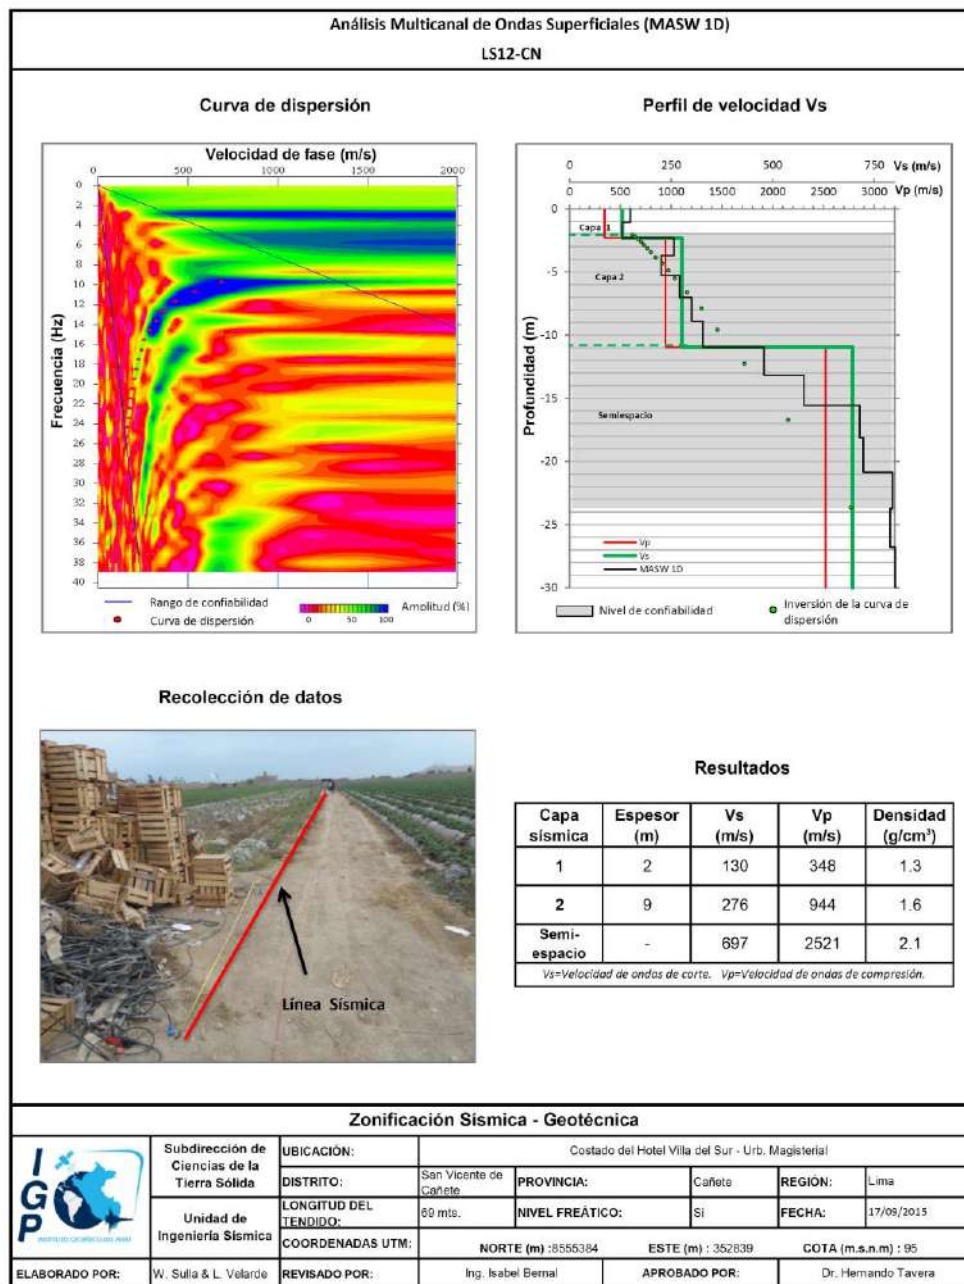 Análisis Multicanal de Ondas Superficiales (MASW 1D)
LS12-CN
Curva de dispersión
Velocidad de fase (m/s)
0 500 1000 1500 2000
Frecuencia (Hz)
0
2
4
6
8
10
12
14
16
18
20
22
24
26
28
30
32
34
36
38
40
Rango de confiabilidad
Curva de dispersión
0 50 100 Amplitud (%)
Perfil de velocidad Vs
0 250 500 750 Vs (m/s)
0 500 1000 1500 2000 2500 3000 Vp (m/s)
Profundidad (m)
0
-5
-10
-15
-20
-25
-30
Capa 1
Capa 2
Semiespacio
Vp
Vs
MASW 1D
Nivel de confiabilidad
Inversión de la curva de
dispersión
Recolección de datos
Línea Sísmica
Resultados
Capa sísmica Espesor (m) Vs (m/s) Vp (m/s) Densidad (g/cm³)
1 2 130 348 1.3
2 9 276 944 1.6
Semi-espacio - 697 2521 2.1
Vs=Velocidad de ondas de corte. Vp=Velocidad de ondas de compresión.
Zonificación Sísmica - Geotécnica
IGP
INSTITUTO GEOFÍSICO DEL PERÚ
Subdirección de
Ciencias de la
Tierra Sólida
Unidad de
Ingeniería Sísmica
UBICACIÓN: Costado del Hotel Villa del Sur - Urb. Magisterial
DISTRITO: San Vicente de Cañete PROVINCIA: Cañete REGIÓN: Lima
LONGITUD DEL TENDIDO: 69 mts. NIVEL FREÁTICO: Si FECHA: 17/09/2015
COORDENADAS UTM: NORTE (m) :8555384 ESTE (m) : 352839 COTA (m.s.n.m) : 95
ELABORADO POR: W. Sulla & L. Velarde REVISADO POR: Ing. Isabel Bernal APROBADO POR: Dr. Hernando Tavera